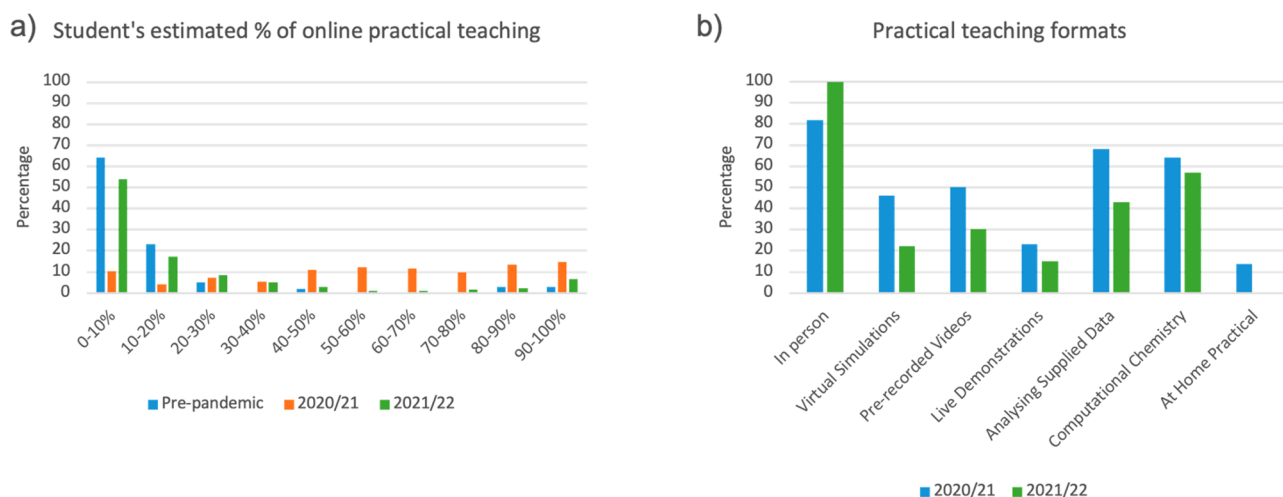 a) Student's estimated % of online practical teaching
Percentage
100
90
80
70
60
50
40
30
20
10
0
0-10%
10-20%
20-30%
30-40%
40-50%
50-60%
60-70%
70-80%
80-90%
90-100%
Pre-pandemic 2020/21 2021/22
b) Practical teaching formats
Percentage
100
90
80
70
60
50
40
30
20
10
0
In person
Virtual Simulations
Pre-recorded Videos
Live Demonstrations
Analysing Supplied Data
Computational Chemistry
At Home Practical
2020/21 2021/22